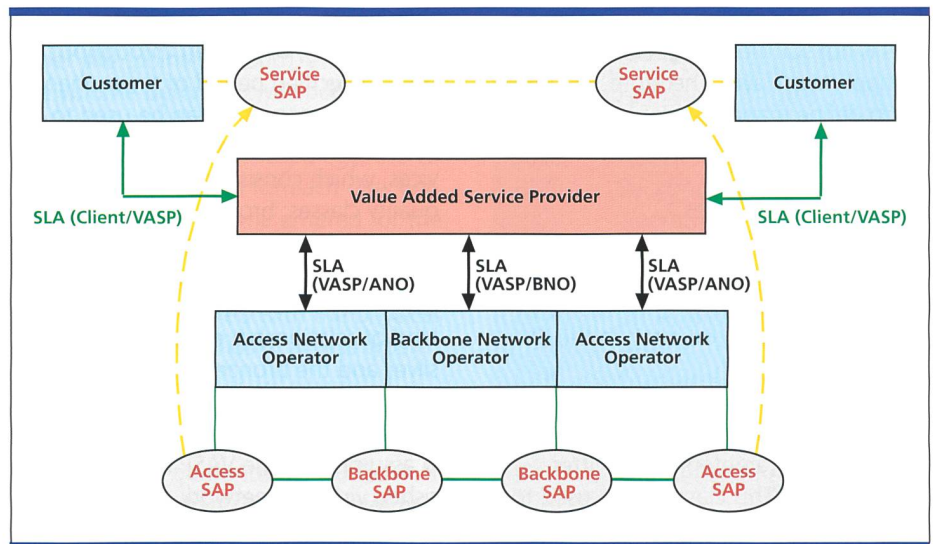 Customer
Service
SAP
Service
SAP
Customer
Value Added Service Provider
SLA (Client/VASP)
SLA (Client/VASP)
SLA
(VASP/ANO)
SLA
(VASP/BNO)
SLA
(VASP/ANO)
Access Network
Operator
Backbone Network
Operator
Access Network
Operator
Access
SAP
Backbone
SAP
Backbone
SAP
Access
SAP